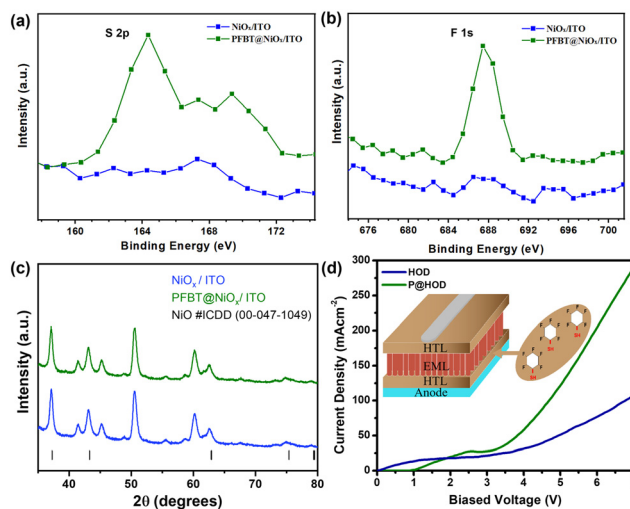 (a)
S 2p
NiOₓ/ITO
PFBT@NiOₓ/ITO
Intensity (a.u.)
160 164 168 172
Binding Energy (eV)
(b)
F 1s
NiOₓ/ITO
PFBT@NiOₓ/ITO
Intensity (a.u.)
676 680 684 688 692 696 700
Binding Energy (eV)
(c)
NiOₓ / ITO
PFBT@NiOₓ/ ITO
NiO #ICDD (00-047-1049)
Intensity (a.u.)
40 50 60 70 80
2θ (degrees)
(d)
HOD
P@HOD
300
250
200
150
100
50
0
Current Density (mAcm⁻²)
HTL
EML
HTL
Anode
F F F F F SH
F F F F F SH
F F F F F SH
0 1 2 3 4 5 6
Biased Voltage (V)